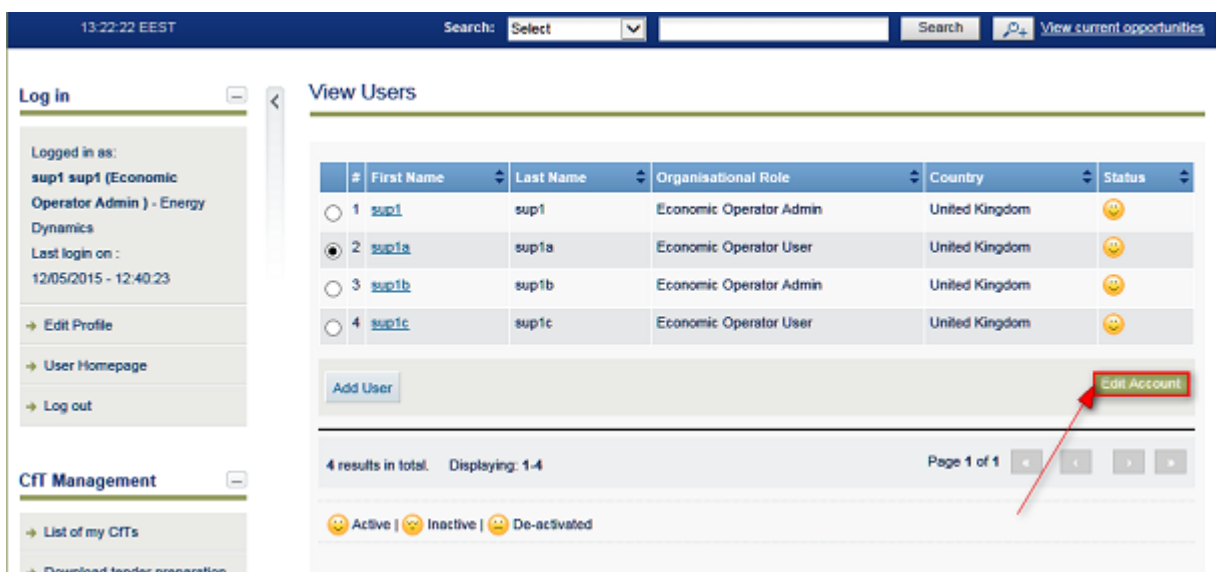 13:22:22 EEST Search: Select Search View current opportunities
Log in
Logged in as:
sup1 sup1 (Economic
Operator Admin ) - Energy
Dynamics
Last login on :
12/05/2015 - 12:40:23
Edit Profile
User Homepage
Log out
CfT Management
List of my CfTs
Download tender preparation
View Users
# First Name Last Name Organisational Role Country Status
1 sup1 sup1 Economic Operator Admin United Kingdom
2 sup1a sup1a Economic Operator User United Kingdom
3 sup1b sup1b Economic Operator Admin United Kingdom
4 sup1c sup1c Economic Operator User United Kingdom
Add User Edit Account
4 results in total. Displaying: 1-4 Page 1 of 1 « ‹ › »
Active | Inactive | De-activated